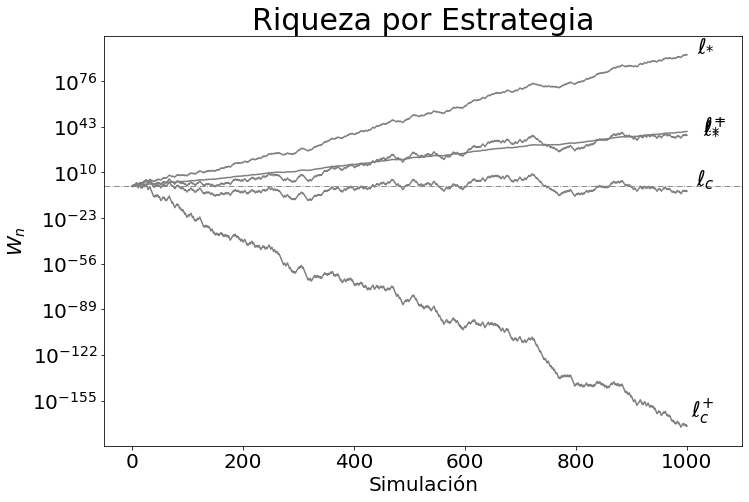 Riqueza por Estrategia
W_n
10^76
10^43
10^10
10^−23
10^−56
10^−89
10^−122
10^−155
ℓ_*
ℓ_c
ℓ_c^+
0 200 400 600 800 1000
Simulación